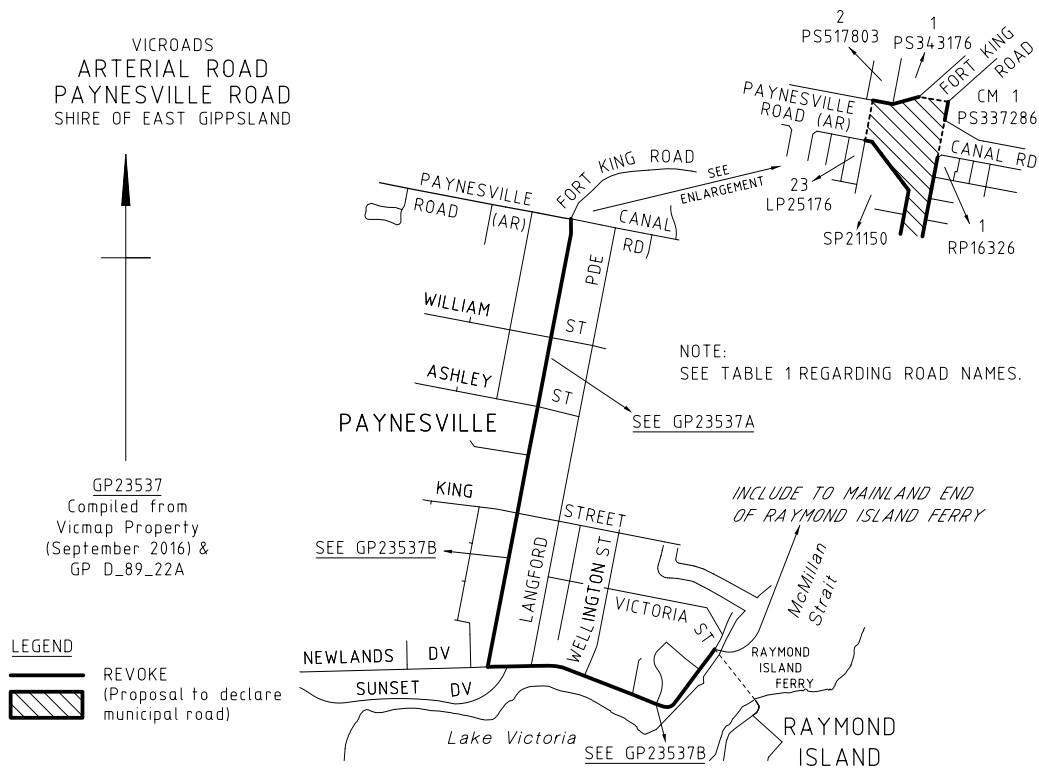 VICROADS
ARTERIAL ROAD
PAYNESVILLE ROAD
SHIRE OF EAST GIPPSLAND
2
PS517803
1
PS343176
FORT KING
ROAD
CM 1
PS337286
PAYNESVILLE
ROAD (AR)
CANAL RD
23
LP25176
SP21150
1
RP16326
SEE
ENLARGEMENT
FORT KING ROAD
PAYNESVILLE
ROAD
(AR)
CANAL
RD
PDE
WILLIAM
ST
NOTE:
SEE TABLE 1 REGARDING ROAD NAMES.
ASHLEY
ST
SEE GP23537A
PAYNESVILLE
GP23537
Compiled from
Vicmap Property
(September 2016) &
GP D_89_22A
KING
STREET
INCLUDE TO MAINLAND END
OF RAYMOND ISLAND FERRY
SEE GP23537B
LANGFORD
WELLINGTON ST
VICTORIA
ST
McMillan
Strait
LEGEND
REVOKE
(Proposal to declare
municipal road)
NEWLANDS
DV
SUNSET
DV
RAYMOND
ISLAND
FERRY
Lake Victoria
SEE GP23537B
RAYMOND
ISLAND